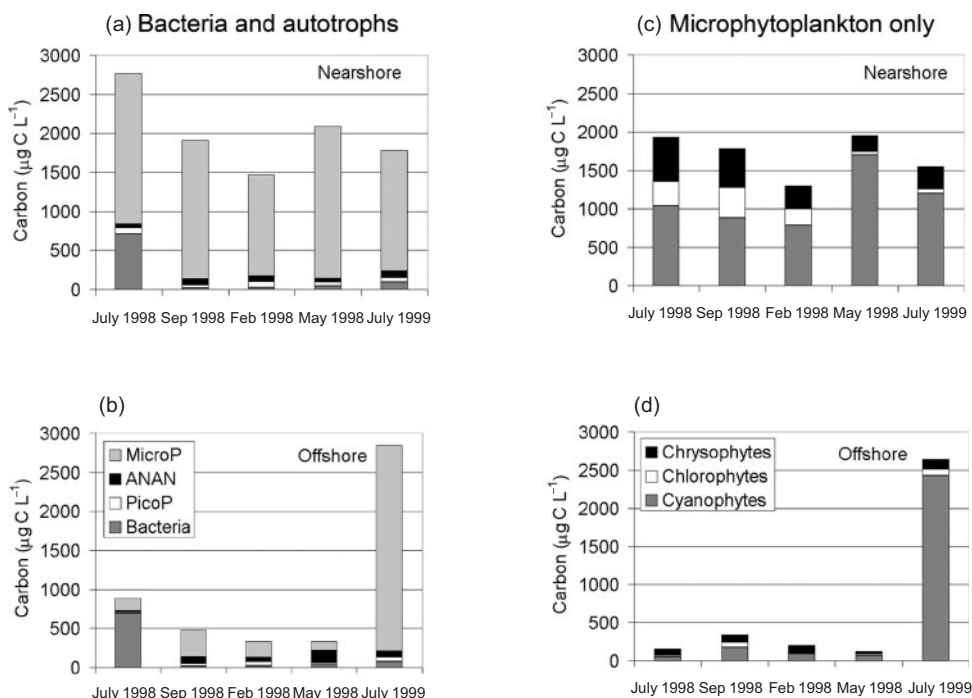 (a) Bacteria and autotrophs
Carbon (µg C L⁻¹)
3000
2500
2000
1500
1000
500
0
Nearshore
July 1998 Sep 1998 Feb 1998 May 1998 July 1999
(c) Microphytoplankton only
Carbon (µg C L⁻¹)
3000
2500
2000
1500
1000
500
0
Nearshore
July 1998 Sep 1998 Feb 1998 May 1998 July 1999
(b)
Carbon (µg C L⁻¹)
3000
2500
2000
1500
1000
500
0
Offshore
MicroP
ANAN
PicoP
Bacteria
July 1998 Sep 1998 Feb 1998 May 1998 July 1999
(d)
Carbon (µg C L⁻¹)
3000
2500
2000
1500
1000
500
0
Offshore
Chrysophytes
Chlorophytes
Cyanophytes
July 1998 Sep 1998 Feb 1998 May 1998 July 1999